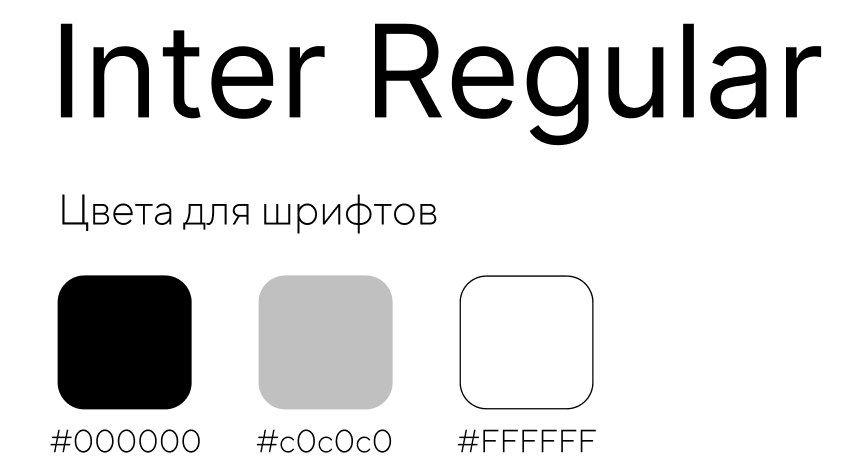 Inter Regular
Цвета для шрифтов
#000000 #c0c0c0 #FFFFFF